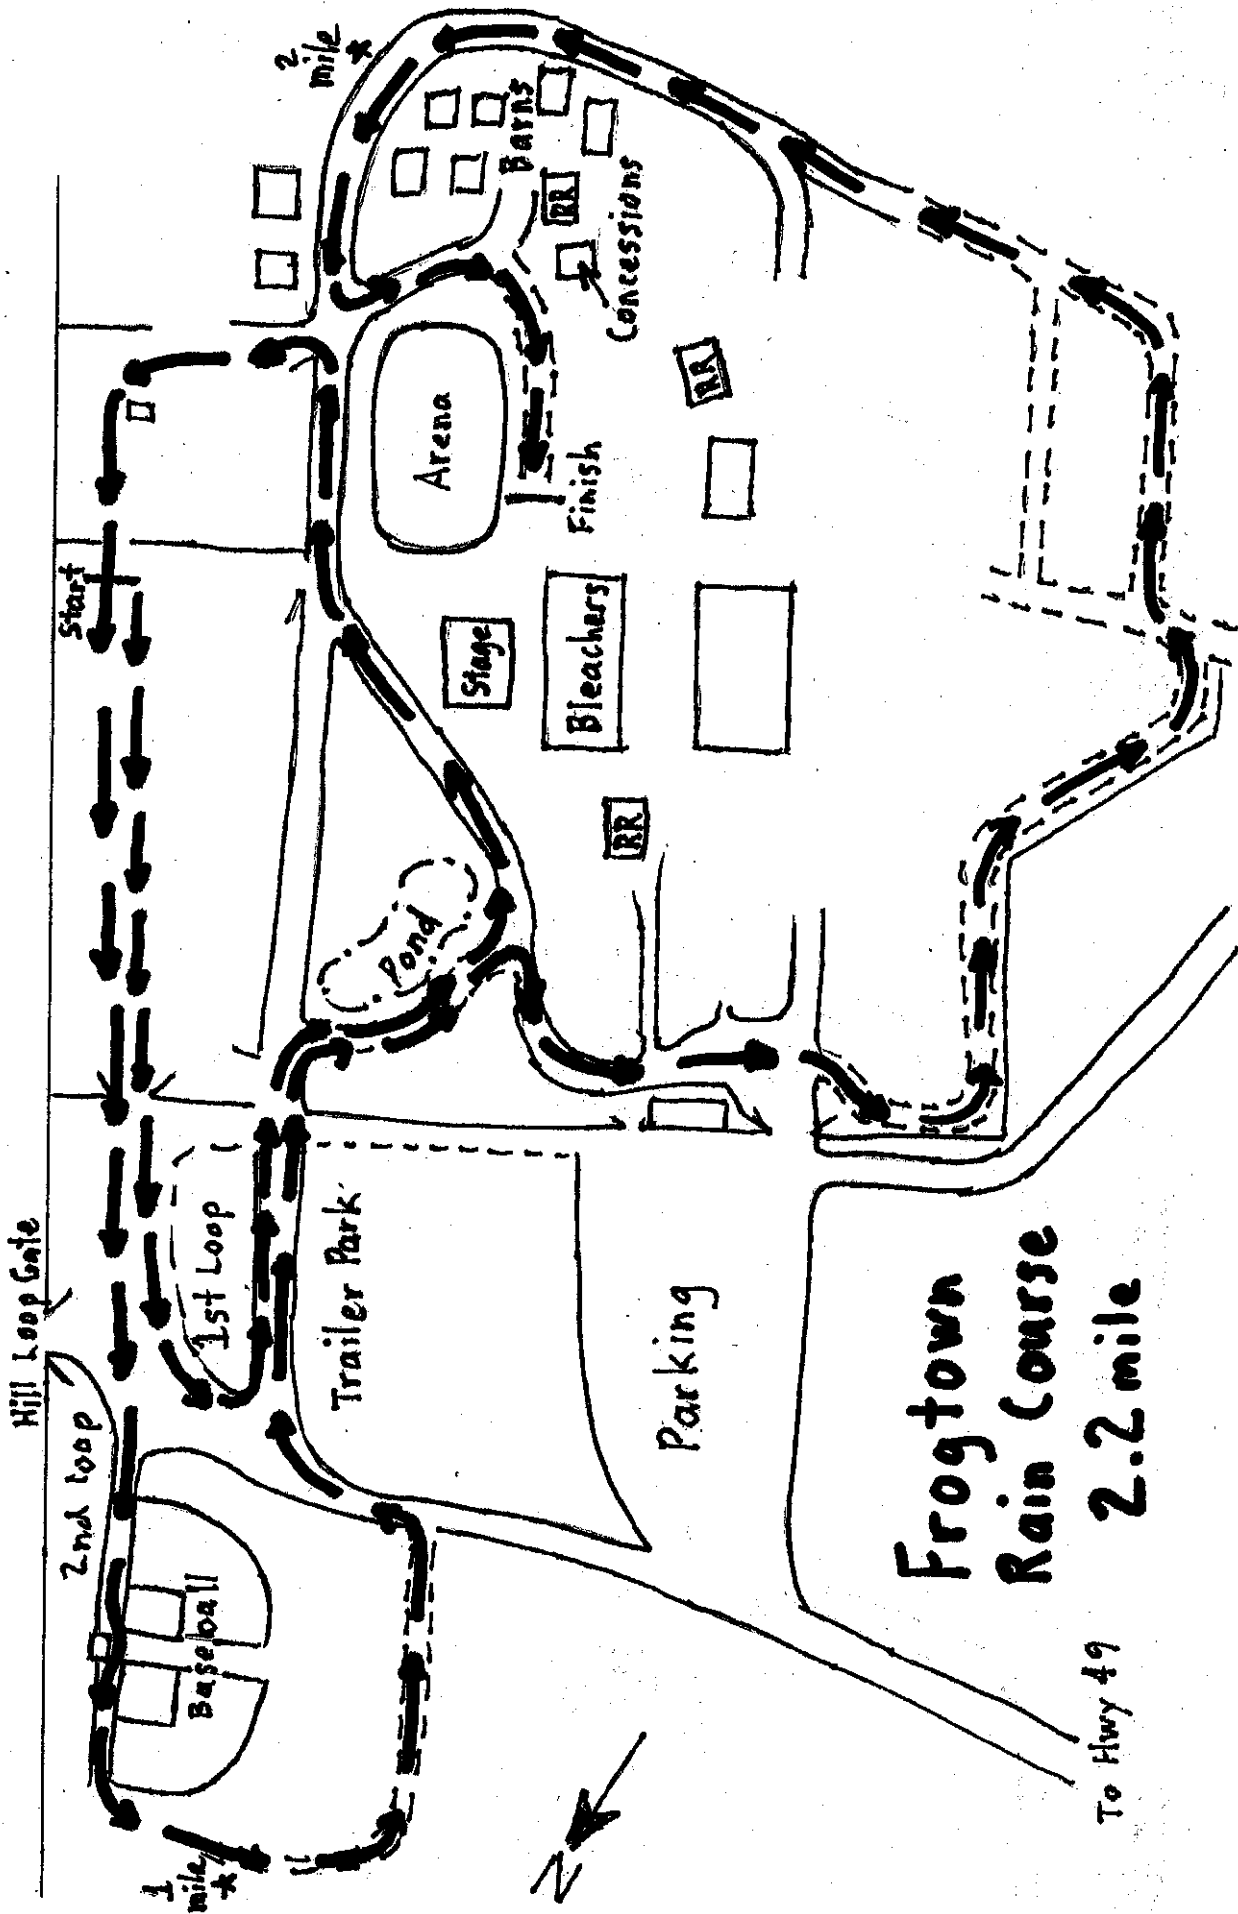 Hill Loop Gate
2nd Loop
Start
2
mile
*
1
mile
*
Baseball
1st Loop
Trailer Park
Pond
Stage
Arena
Barns
RR
Concessions
Finish
Bleachers
RR
RR
Parking
N
Frogtown
Rain Course
2.2 mile
To Hwy 49